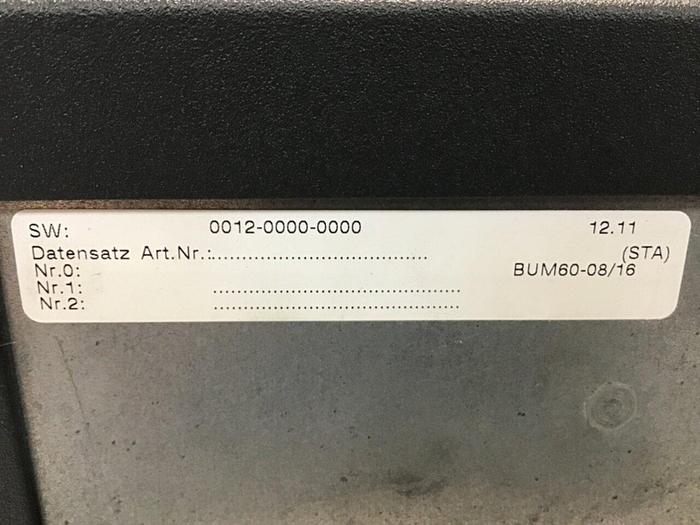 SW: 0012-0000-0000 12.11
Datensatz Art.Nr.:................................... (STA)
Nr.0: BUM60-08/16
Nr.1: .........................................
Nr.2: .........................................